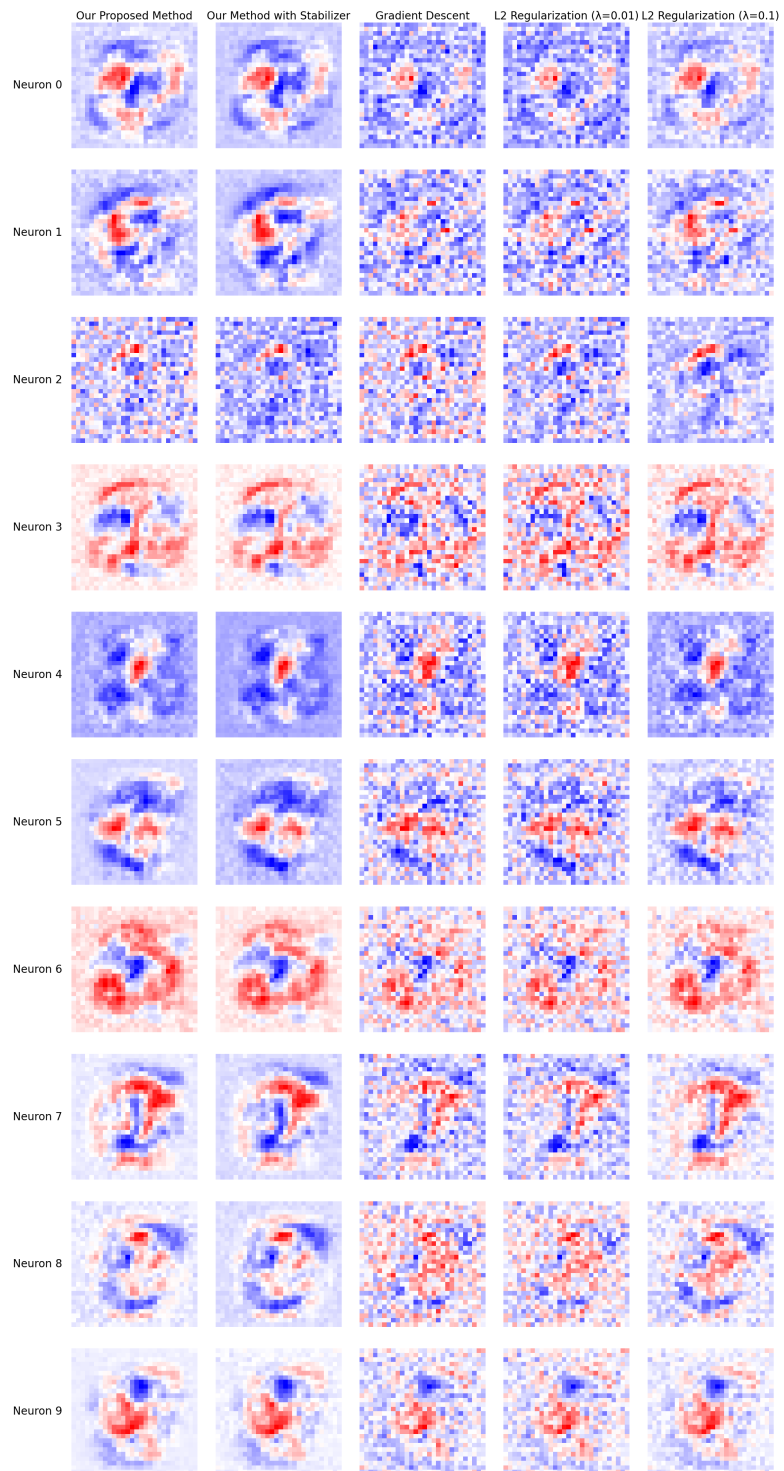 Our Proposed Method Our Method with Stabilizer Gradient Descent L2 Regularization (λ=0.01) L2 Regularization (λ=0.1)
Neuron 0
Neuron 1
Neuron 2
Neuron 3
Neuron 4
Neuron 5
Neuron 6
Neuron 7
Neuron 8
Neuron 9